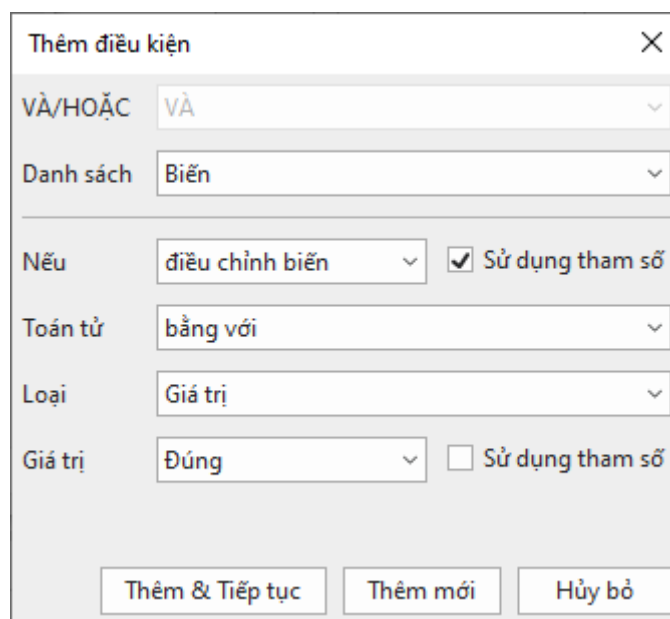 Thêm điều kiện
VÀ/HOẶC VÀ
Danh sách Biến
Nếu điều chỉnh biến Sử dụng tham số
Toán tử bằng với
Loại Giá trị
Giá trị Đúng Sử dụng tham số
Thêm & Tiếp tục Thêm mới Hủy bỏ